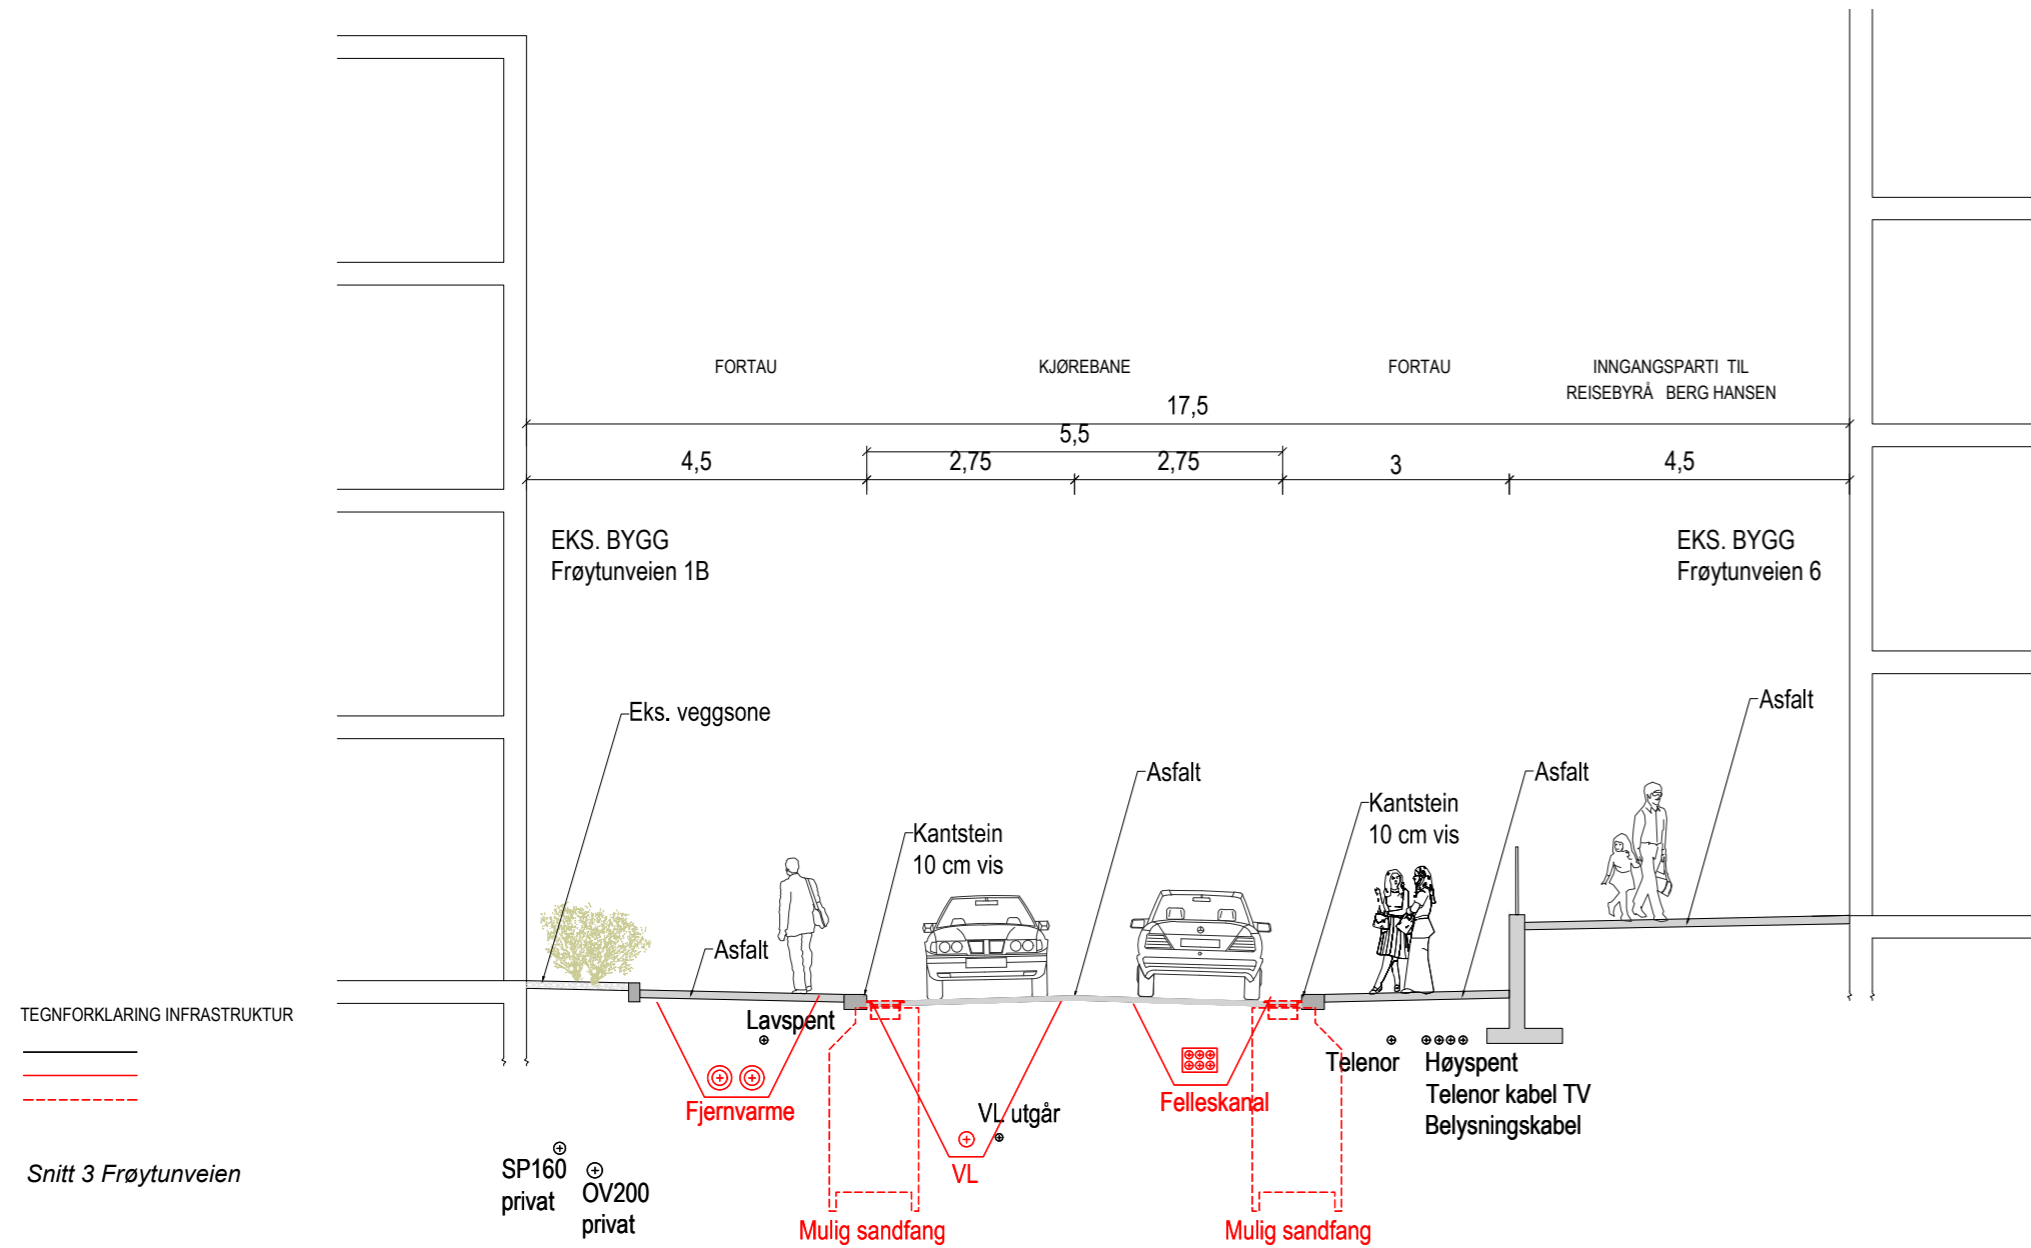 FORTAU
KJØREBANE
FORTAU
INNGANGSPARTI TIL
REISEBYRÅ BERG HANSEN
17,5
5,5
4,5
2,75
2,75
3
4,5
EKS. BYGG
Frøytunveien 1B
EKS. BYGG
Frøytunveien 6
Eks. veggsone
Asfalt
Asfalt
Asfalt
Kantstein
10 cm vis
Kantstein
10 cm vis
Asfalt
TEGNFORKLARING INFRASTRUKTUR
Lavspent
Telenor
Høyspent
Telenor kabel TV
Belysningskabel
Fjernvarme
VL utgår
Felleskanal
SP160
privat
OV200
privat
VL
Mulig sandfang
Mulig sandfang
Snitt 3 Frøytunveien